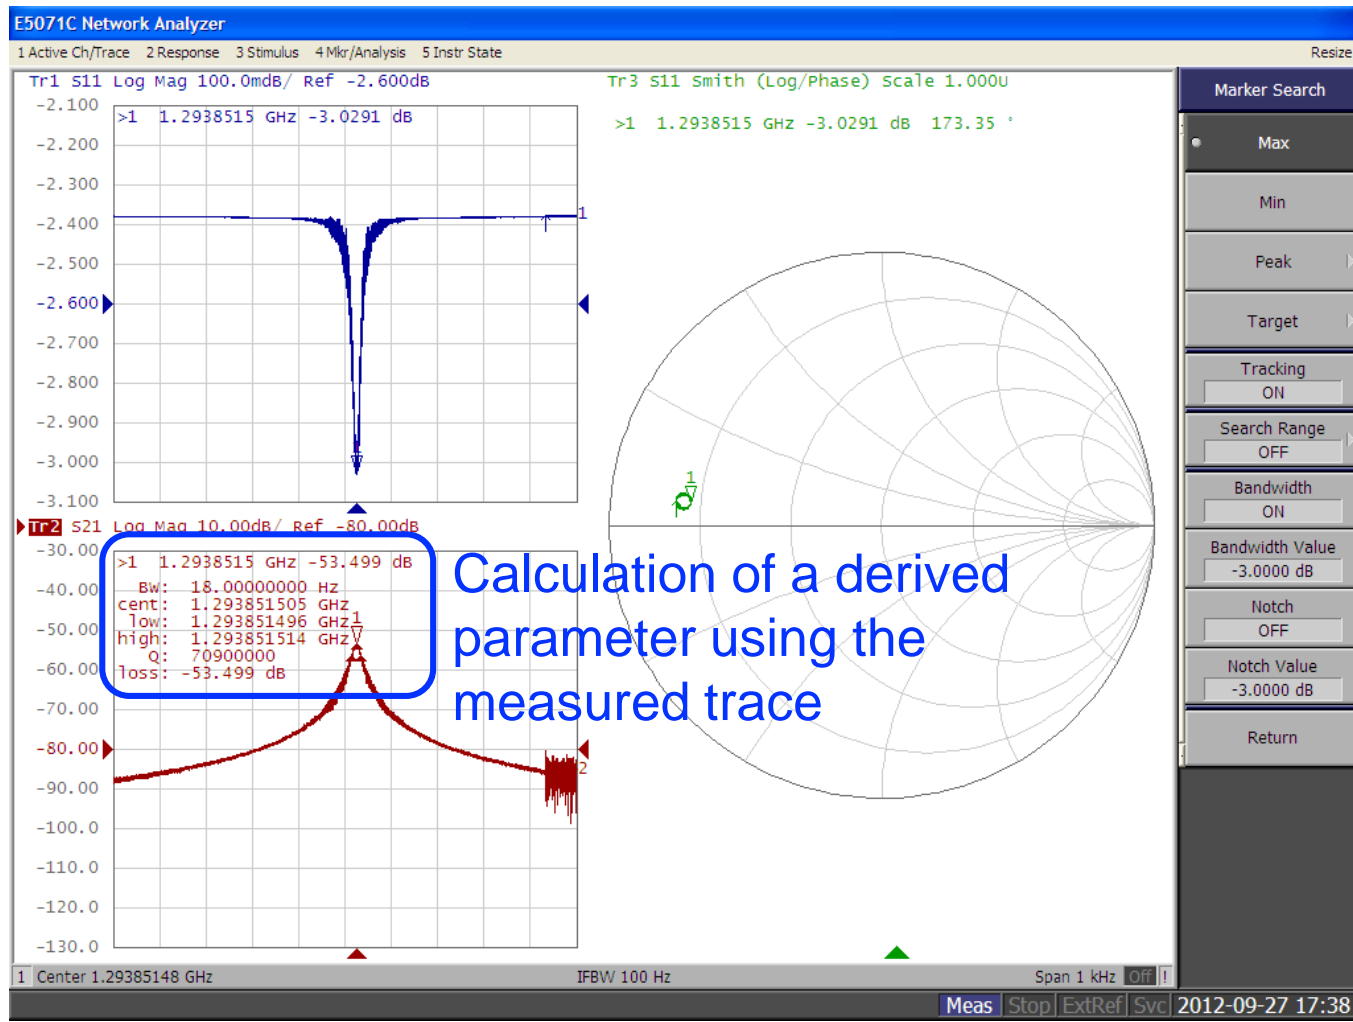 E5071C Network Analyzer
1 Active Ch/Trace 2 Response 3 Stimulus 4 Mkr/Analysis 5 Instr State
Resize
Tr1 S11 Log Mag 100.0mdB/ Ref -2.600dB
-2.100
>1 1.2938515 GHz -3.0291 dB
-2.200
-2.300
-2.400
1
-2.500
-2.600
-2.700
-2.800
-2.900
-3.000
1
-3.100
Tr3 S11 Smith (Log/Phase) Scale 1.000U
>1 1.2938515 GHz -3.0291 dB 173.35 °
1
Tr2 S21 Log Mag 10.00dB/ Ref -80.00dB
-30.00
>1 1.2938515 GHz -53.499 dB
BW: 18.00000000 Hz
-40.00
cent: 1.293851505 GHz
low: 1.293851496 GHz
1
-50.00
high: 1.293851514 GHz
Q: 70900000
-60.00
loss: -53.499 dB
-70.00
-80.00
2
-90.00
-100.0
-110.0
-120.0
-130.0
Calculation of a derived
parameter using the
measured trace
Marker Search
Max
Min
Peak
Target
Tracking
ON
Search Range
OFF
Bandwidth
ON
Bandwidth Value
-3.0000 dB
Notch
OFF
Notch Value
-3.0000 dB
Return
1 Center 1.29385148 GHz IFBW 100 Hz Span 1 kHz Off !
Meas Stop ExtRef Svc 2012-09-27 17:38